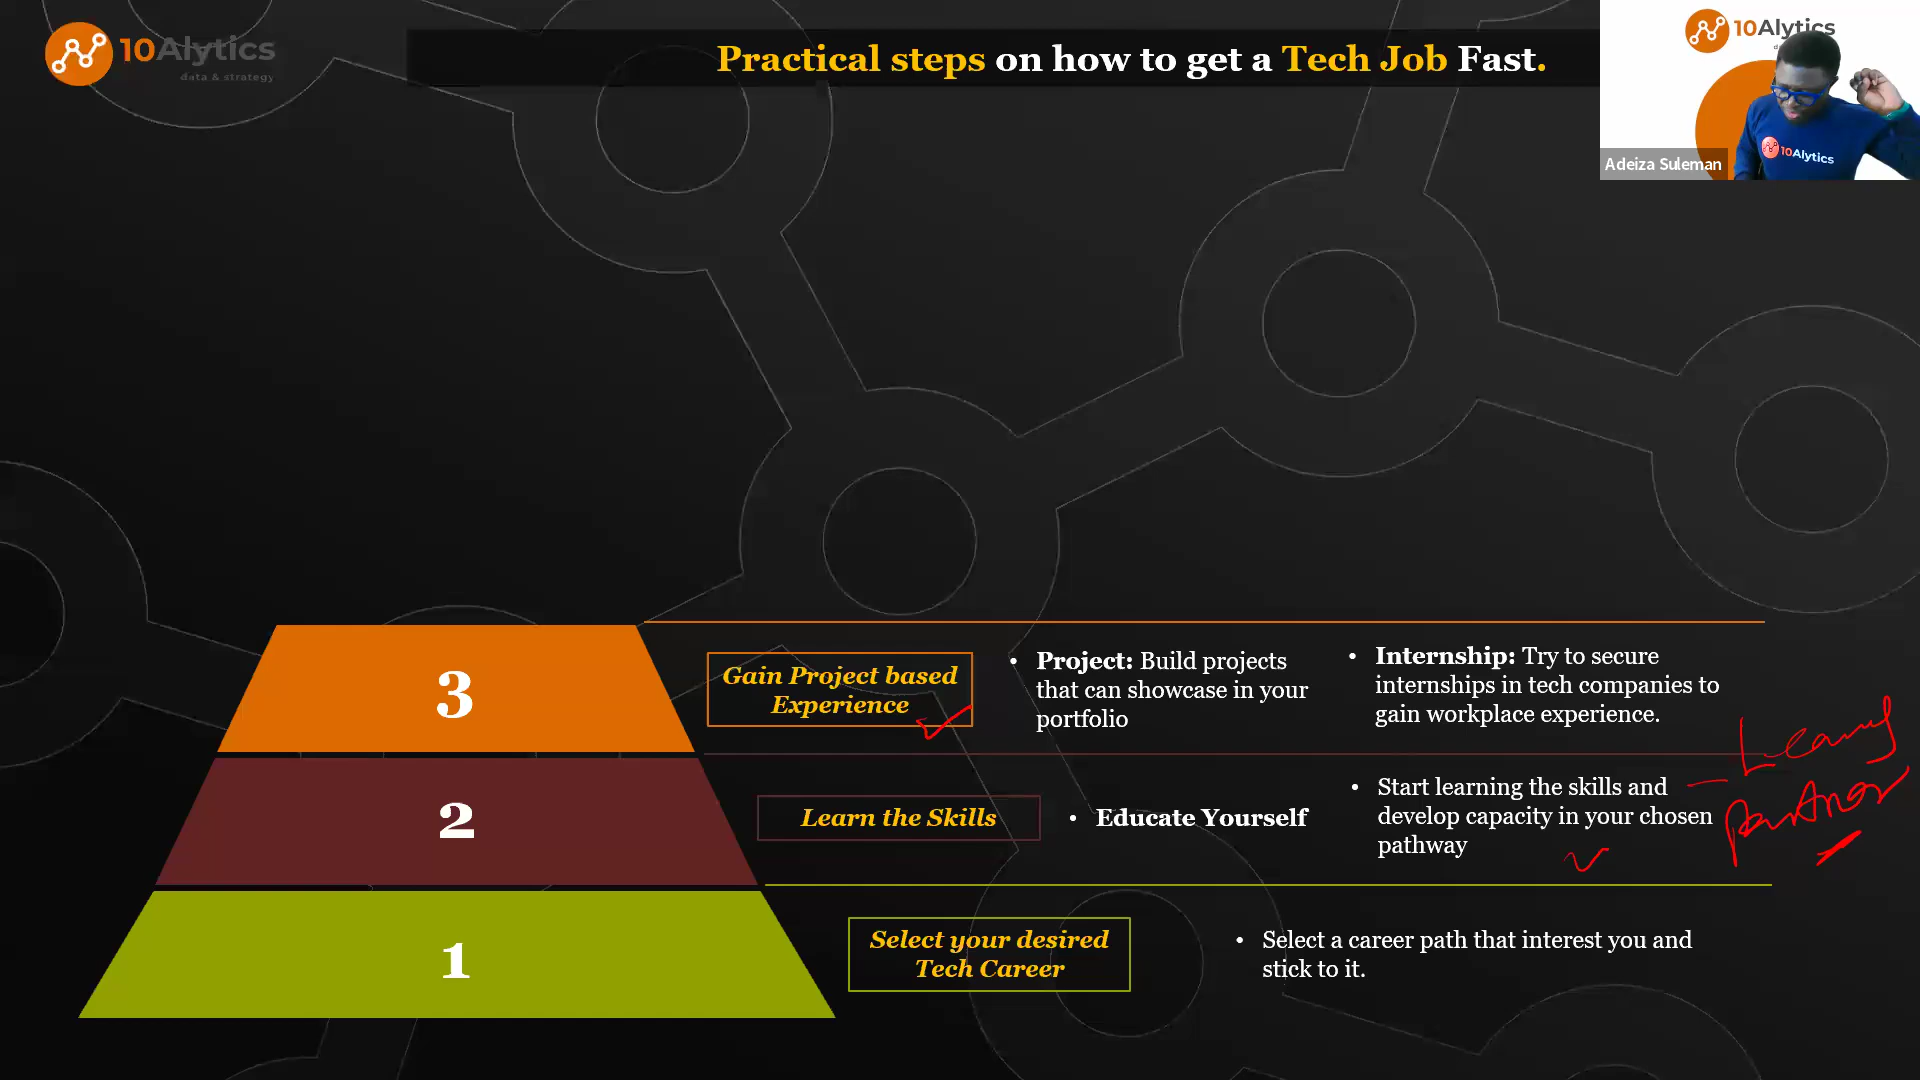 10Alytics
data & strategy
Practical steps on how to get a Tech Job Fast.
10Alytics
Adeiza Suleman
10Alytics
3
Gain Project based
Experience
• Project: Build projects
that can showcase in your
portfolio
• Internship: Try to secure
internships in tech companies to
gain workplace experience.
2
Learn the Skills
• Educate Yourself
• Start learning the skills and
develop capacity in your chosen
pathway
1
Select your desired
Tech Career
• Select a career path that interest you and
stick to it.